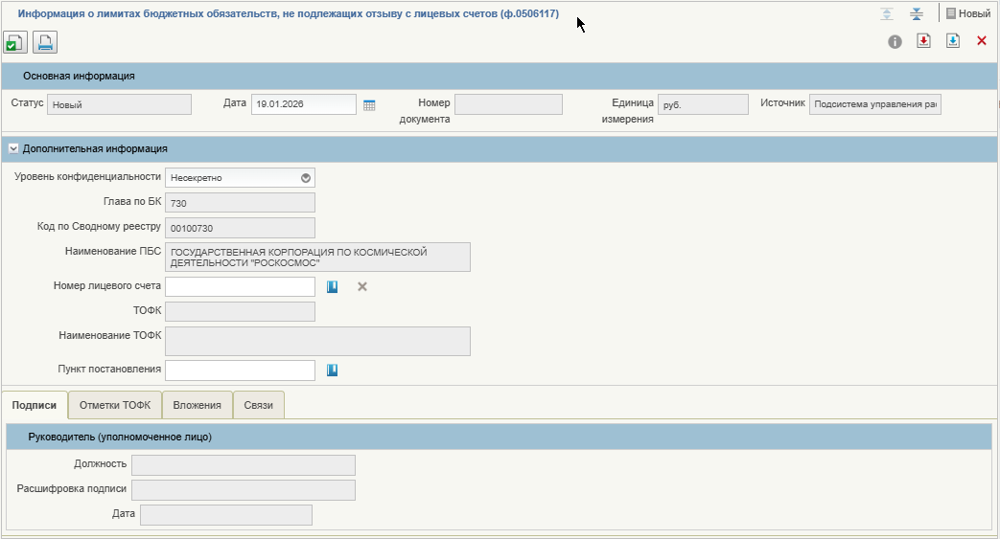 Информация о лимитах бюджетных обязательств, не подлежащих отзыву с лицевых счетов (ф.0506117)
Новый
Основная информация
Статус
Новый
Дата
19.01.2026
Номер
документа
Единица
измерения
руб.
Источник
Подсистема управления рас
Дополнительная информация
Уровень конфиденциальности
Несекретно
Глава по БК
730
Код по Сводному реестру
00100730
Наименование ПБС
ГОСУДАРСТВЕННАЯ КОРПОРАЦИЯ ПО КОСМИЧЕСКОЙ
ДЕЯТЕЛЬНОСТИ "РОСКОСМОС"
Номер лицевого счета
ТОФК
Наименование ТОФК
Пункт постановления
Подписи
Отметки ТОФК
Вложения
Связи
Руководитель (уполномоченное лицо)
Должность
Расшифровка подписи
Дата